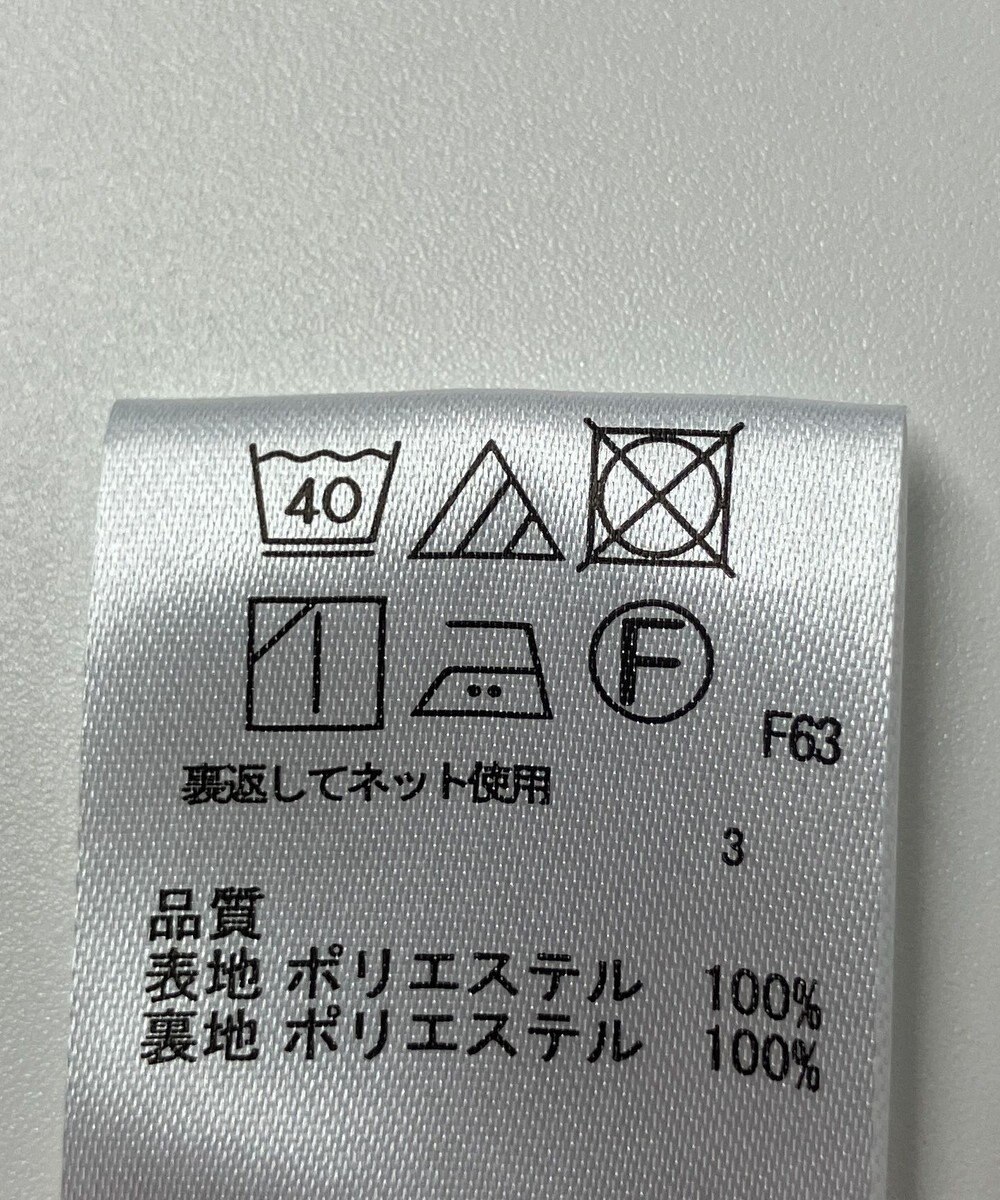 40
F
F63
裏返してネット使用
3
品質
表地 ポリエステル 100%
裏地 ポリエステル 100%